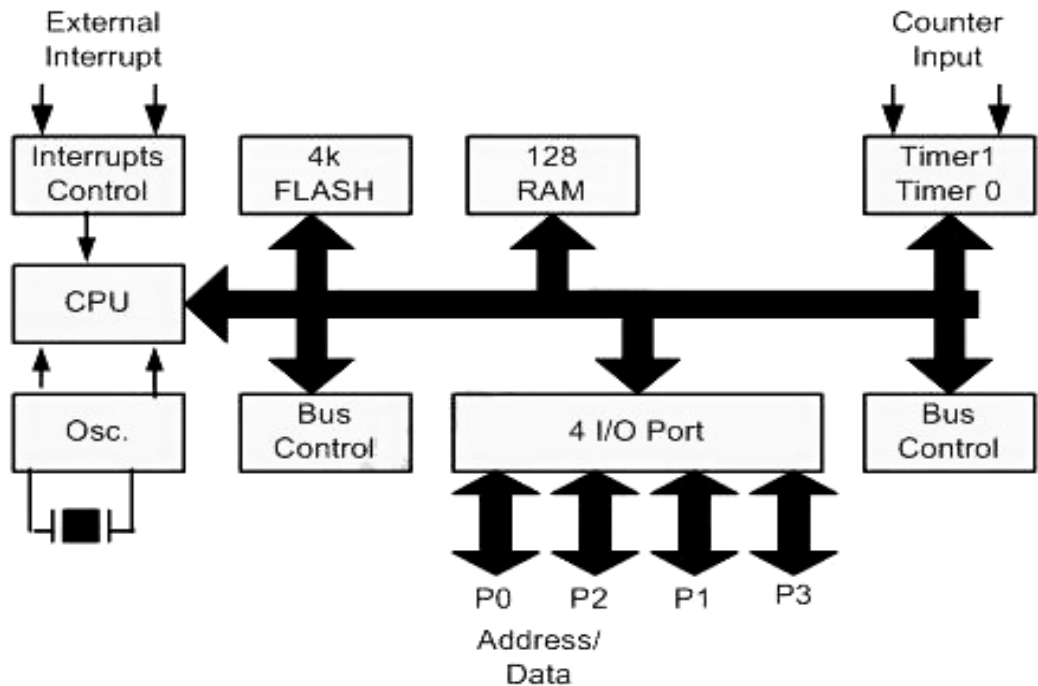 External
Interrupt
Counter
Input
Interrupts
Control
4k
FLASH
128
RAM
Timer1
Timer 0
CPU
Osc.
Bus
Control
4 I/O Port
Bus
Control
P0
P2
P1
P3
Address/
Data